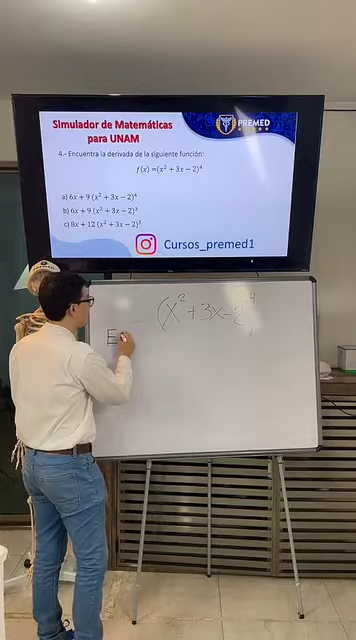 Simulador de Matemáticas
para UNAM
PREMED
4.- Encuentra la derivada de la siguiente función:
f(x) =(x² + 3x − 2)⁴
a) 6x + 9 (x² + 3x − 2)⁴
b) 6x + 9 (x² + 3x − 2)³
c) 8x + 12 (x² + 3x − 2)³
Cursos_premed1
(x² + 3x − 2)⁴
E